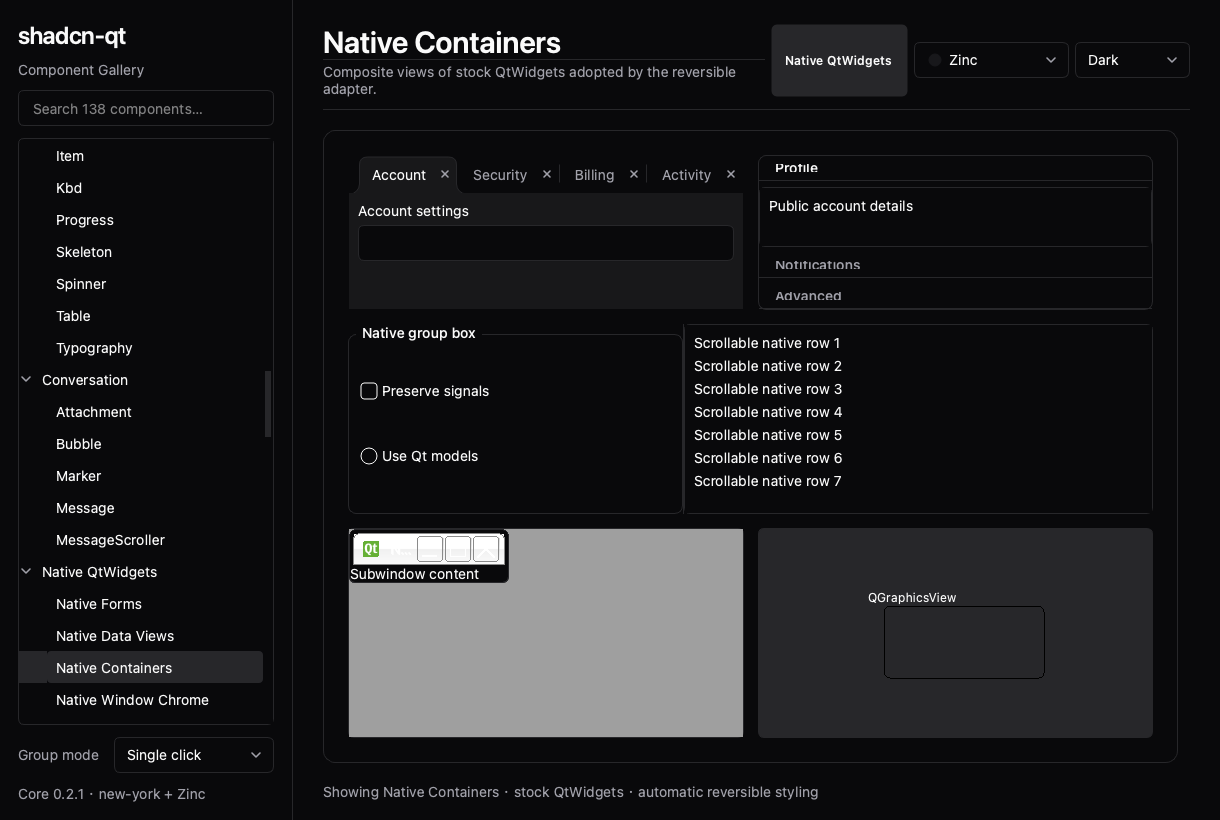 shadcn-qt
Component Gallery
Search 138 components...
Item
Kbd
Progress
Skeleton
Spinner
Table
Typography
Conversation
Attachment
Bubble
Marker
Message
MessageScroller
Native QtWidgets
Native Forms
Native Data Views
Native Containers
Native Window Chrome
Group mode
Single click
Core 0.2.1 · new-york + Zinc
Native Containers
Composite views of stock QtWidgets adopted by the reversible
adapter.
Native QtWidgets
Zinc
Dark
Account
Security
Billing
Activity
Account settings
Profile
Public account details
Notifications
Advanced
Native group box
Preserve signals
Use Qt models
Scrollable native row 1
Scrollable native row 2
Scrollable native row 3
Scrollable native row 4
Scrollable native row 5
Scrollable native row 6
Scrollable native row 7
Qt
Subwindow content
QGraphicsView
Showing Native Containers · stock QtWidgets · automatic reversible styling